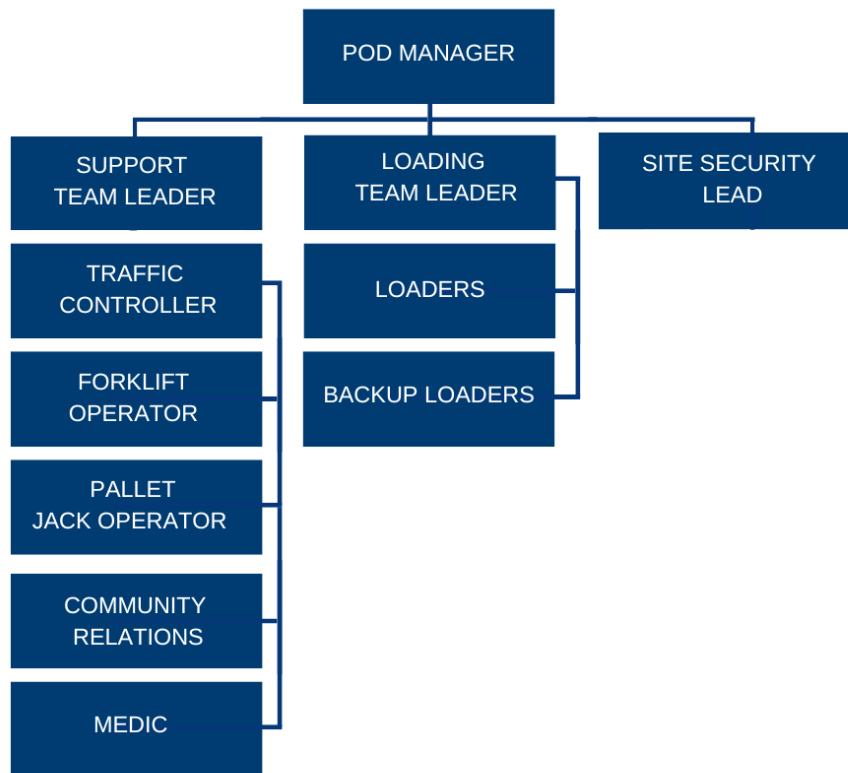 POD MANAGER
SUPPORT
TEAM LEADER
LOADING
TEAM LEADER
SITE SECURITY
LEAD
TRAFFIC
CONTROLLER
LOADERS
FORKLIFT
OPERATOR
BACKUP LOADERS
PALLET
JACK OPERATOR
COMMUNITY
RELATIONS
MEDIC